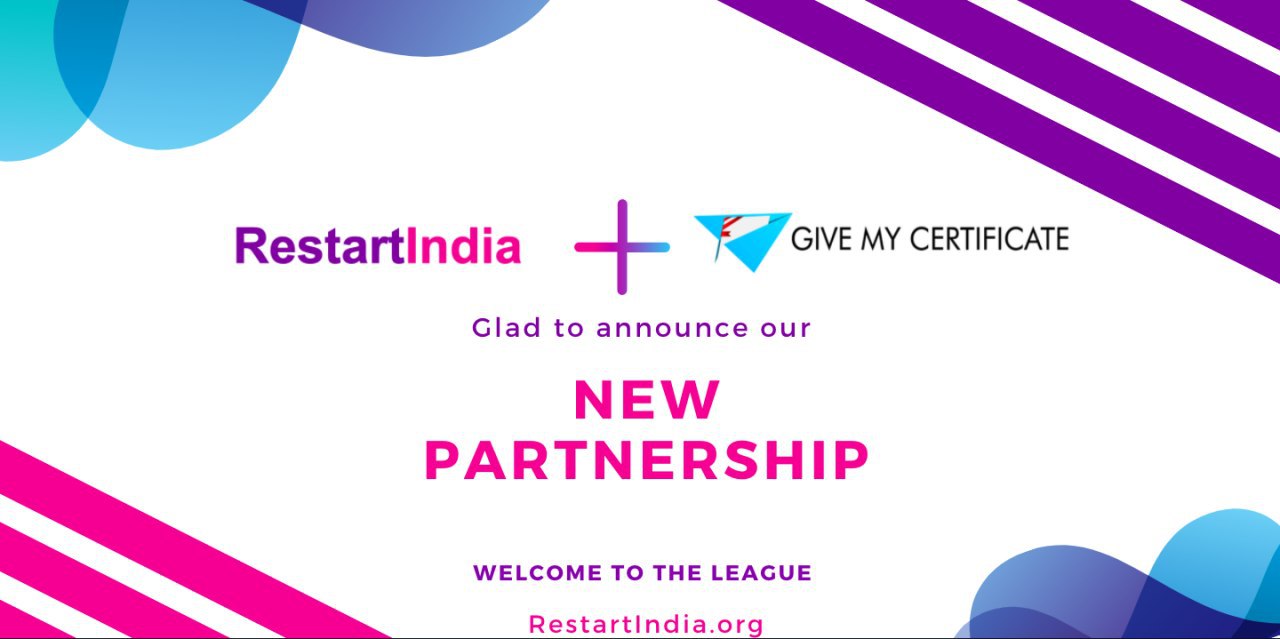 RestartIndia + GIVE MY CERTIFICATE
Glad to announce our
NEW
PARTNERSHIP
WELCOME TO THE LEAGUE
RestartIndia.org